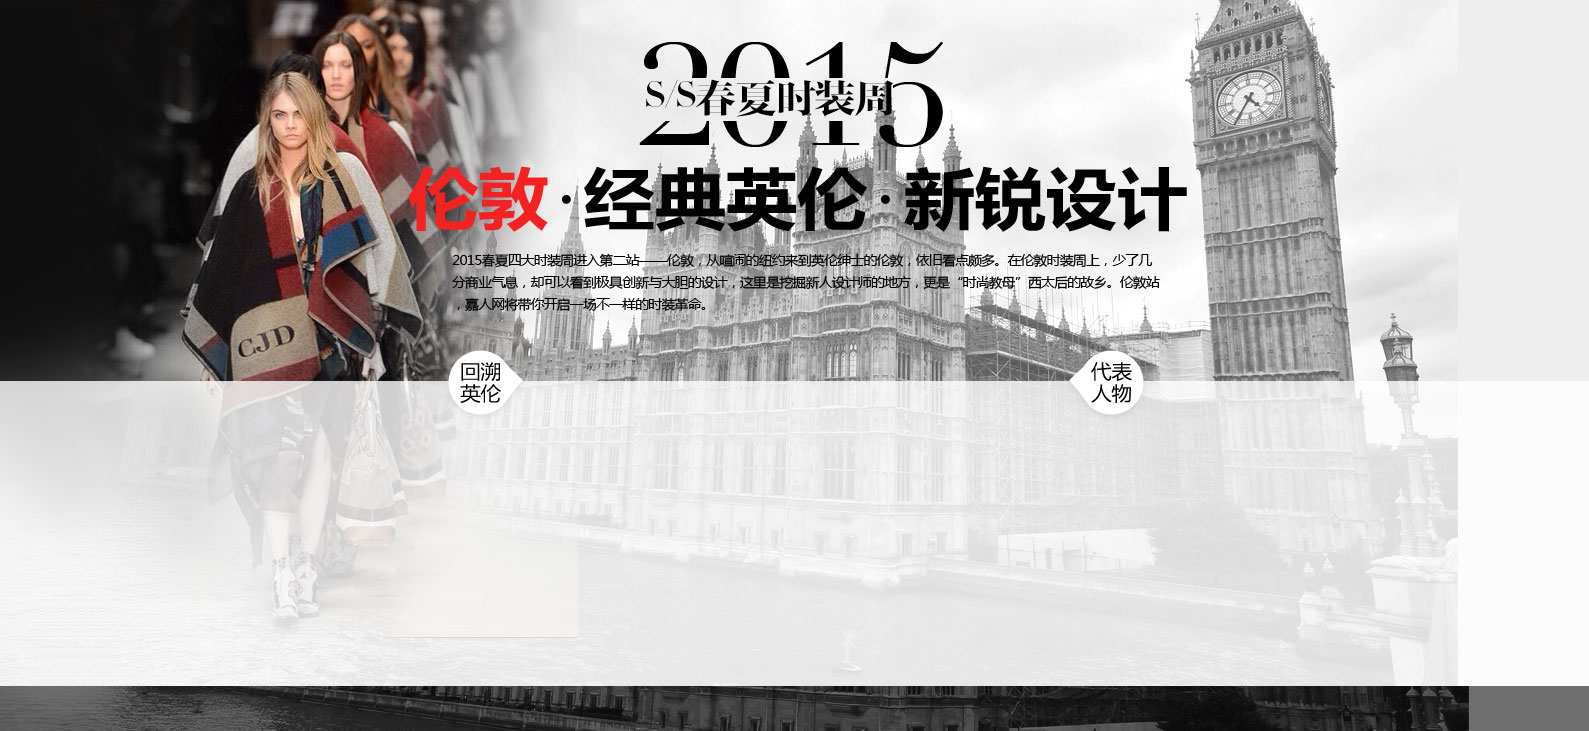 2015
S/S春夏时装周
伦敦·经典英伦·新锐设计
2015春夏四大时装周进入第二站——伦敦，从喧闹的纽约来到英伦绅士的伦敦，依旧看点颇多。在伦敦时装周上，少了几
分商业气息，却可以看到极具创新与大胆的设计，这里是挖掘新人设计师的地方，更是“时尚教母”西太后的故乡。伦敦站
，嘉人网将带你开启一场不一样的时装革命。
CJD
回溯
英伦
代表
人物